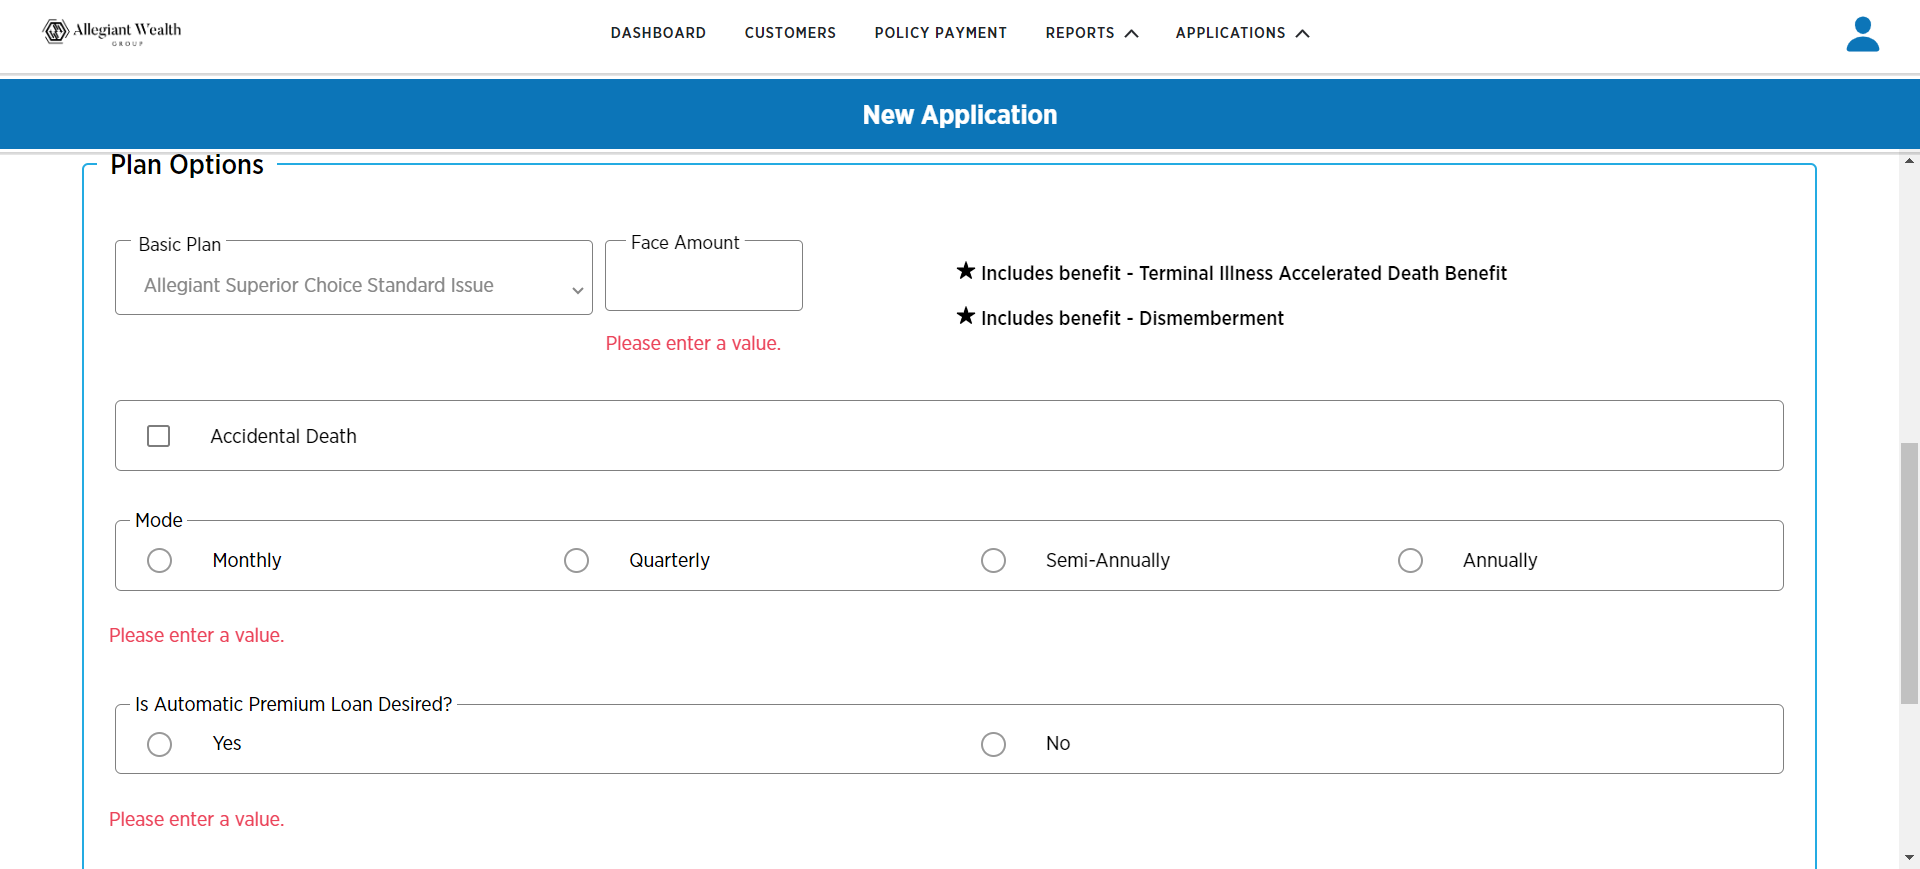 Allegiant Wealth
GROUP
DASHBOARD CUSTOMERS POLICY PAYMENT REPORTS APPLICATIONS
New Application
Plan Options
Basic Plan
Allegiant Superior Choice Standard Issue
Face Amount
Please enter a value.
★ Includes benefit - Terminal Illness Accelerated Death Benefit
★ Includes benefit - Dismemberment
Accidental Death
Mode
Monthly Quarterly Semi-Annually Annually
Please enter a value.
Is Automatic Premium Loan Desired?
Yes No
Please enter a value.